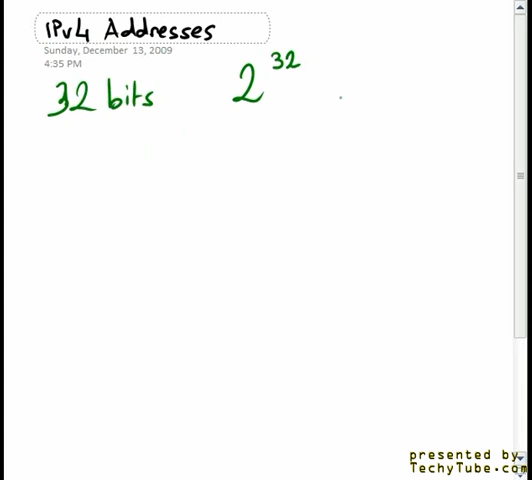 IPv4 Addresses
Sunday, December 13, 2009
4:35 PM
32 bits 2^32
presented by
TechyTube.com